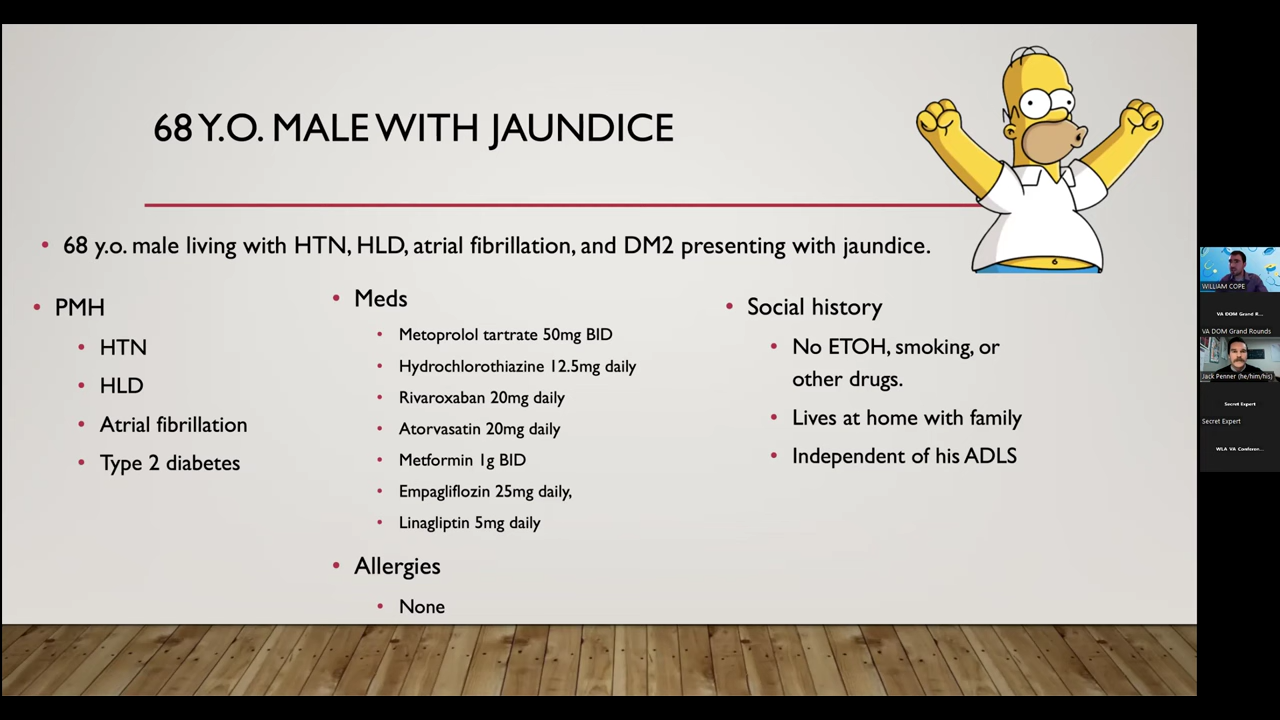 68 Y.O. MALE WITH JAUNDICE
68 y.o. male living with HTN, HLD, atrial fibrillation, and DM2 presenting with jaundice.
PMH
HTN
HLD
Atrial fibrillation
Type 2 diabetes
Meds
Metoprolol tartrate 50mg BID
Hydrochlorothiazine 12.5mg daily
Rivaroxaban 20mg daily
Atorvasatin 20mg daily
Metformin 1g BID
Empagliflozin 25mg daily,
Linagliptin 5mg daily
Allergies
None
Social history
No ETOH, smoking, or
other drugs.
Lives at home with family
Independent of his ADLS
WILLIAM COPE
VA DOM Grand R...
VA DOM Grand Rounds
Jack Penner (he/him/his)
Secret Expert
Secret Expert
WLA VA Conferen...